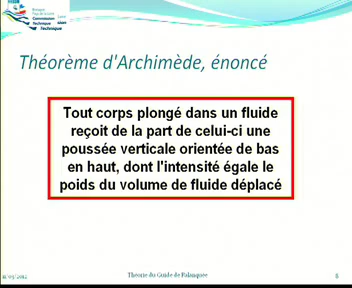 Commission
Technique
Théorème d'Archimède, énoncé
Tout corps plongé dans un fluide
reçoit de la part de celui-ci une
poussée verticale orientée de bas
en haut, dont l'intensité égale le
poids du volume de fluide déplacé
Théorie du Guide de Palanquée
8